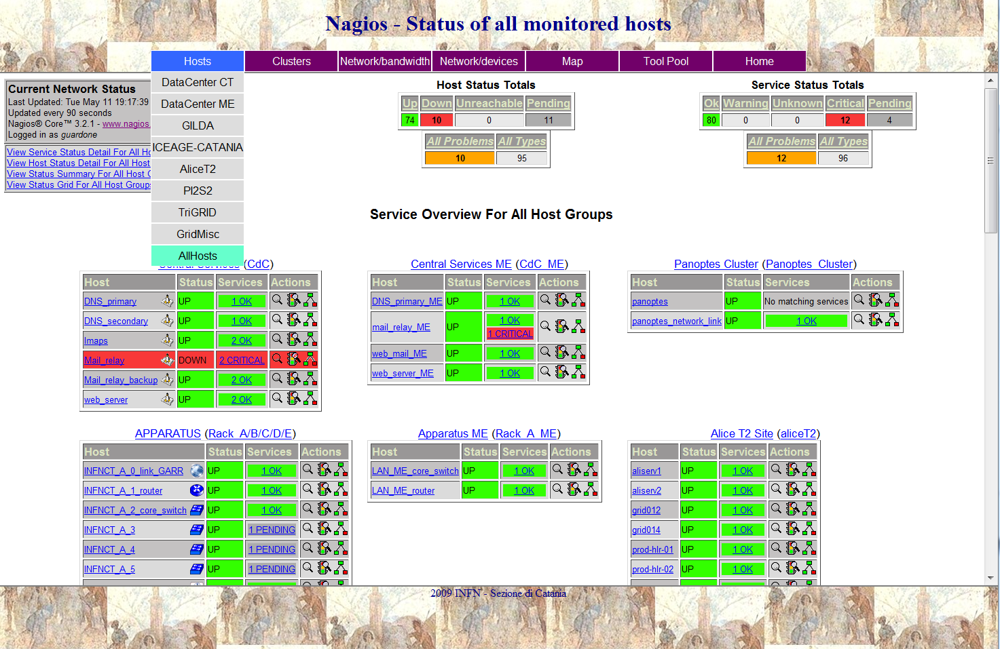 Nagios - Status of all monitored hosts
Hosts Clusters Network/bandwidth Network/devices Map Tool Pool Home
DataCenter CT
DataCenter ME
GILDA
ICEAGE-CATANIA
AliceT2
PI2S2
TriGRID
GridMisc
AllHosts
Current Network Status
Last Updated: Tue May 11 19:17:39
Updated every 90 seconds
Nagios® Core™ 3.2.1 - www.nagios.
Logged in as guardone
View Service Status Detail For All Ho
View Host Status Detail For All Host
View Status Summary For All Host G
View Status Grid For All Host Groups
Host Status Totals
Up Down Unreachable Pending
74 10 0 11
All Problems All Types
10 95
Service Status Totals
Ok Warning Unknown Critical Pending
80 0 0 12 4
All Problems All Types
12 96
Service Overview For All Host Groups
Central Services (CdC)
Host Status Services Actions
DNS_primary UP 1 OK
DNS_secondary UP 1 OK
Imaps UP 2 OK
Mail_relay DOWN 2 CRITICAL
Mail_relay_backup UP 2 OK
web_server UP 2 OK
Central Services ME (CdC_ME)
Host Status Services Actions
DNS_primary_ME UP 1 OK
mail_relay_ME UP 1 OK
1 CRITICAL
web_mail_ME UP 1 OK
web_server_ME UP 1 OK
Panoptes Cluster (Panoptes_Cluster)
Host Status Services Actions
panoptes UP No matching services
panoptes_network_link UP 1 OK
APPARATUS (Rack_A/B/C/D/E)
Host Status Services Actions
INFNCT_A_0_link_GARR UP 1 OK
INFNCT_A_1_router UP 1 OK
INFNCT_A_2_core_switch UP 1 OK
INFNCT_A_3 UP 1 PENDING
INFNCT_A_4 UP 1 PENDING
INFNCT_A_5 UP 1 PENDING
Apparatus ME (Rack_A_ME)
Host Status Services Actions
LAN_ME_core_switch UP 1 OK
LAN_ME_router UP 1 OK
Alice T2 Site (aliceT2)
Host Status Services Actions
aliserv1 UP 1 OK
aliserv2 UP 1 OK
grid012 UP 1 OK
grid014 UP 1 OK
prod-hlr-01 UP 1 OK
prod-hlr-02 UP 1 OK
2009 INFN - Sezione di Catania